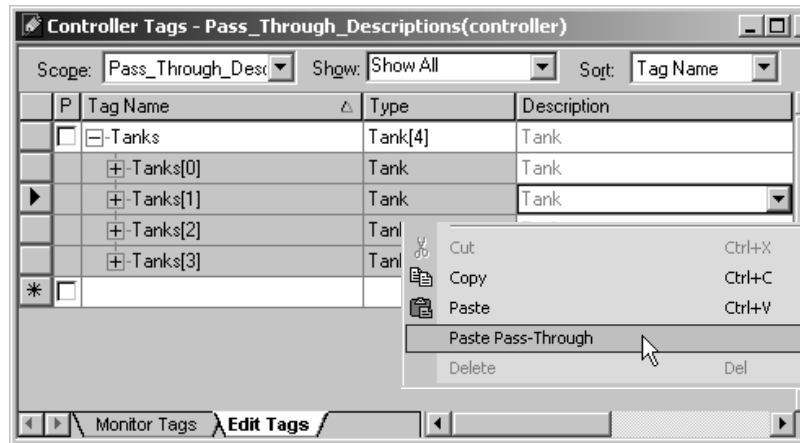 Controller Tags - Pass_Through_Descriptions(controller)
Scope: Pass_Through_Desc Show: Show All Sort: Tag Name
P Tag Name Type Description
Tanks Tank[4] Tank
Tanks[0] Tank Tank
Tanks[1] Tank Tank
Tanks[2]
Tanks[3]
Cut Ctrl+X
Copy Ctrl+C
Paste Ctrl+V
Paste Pass-Through
Delete Del
Monitor Tags Edit Tags